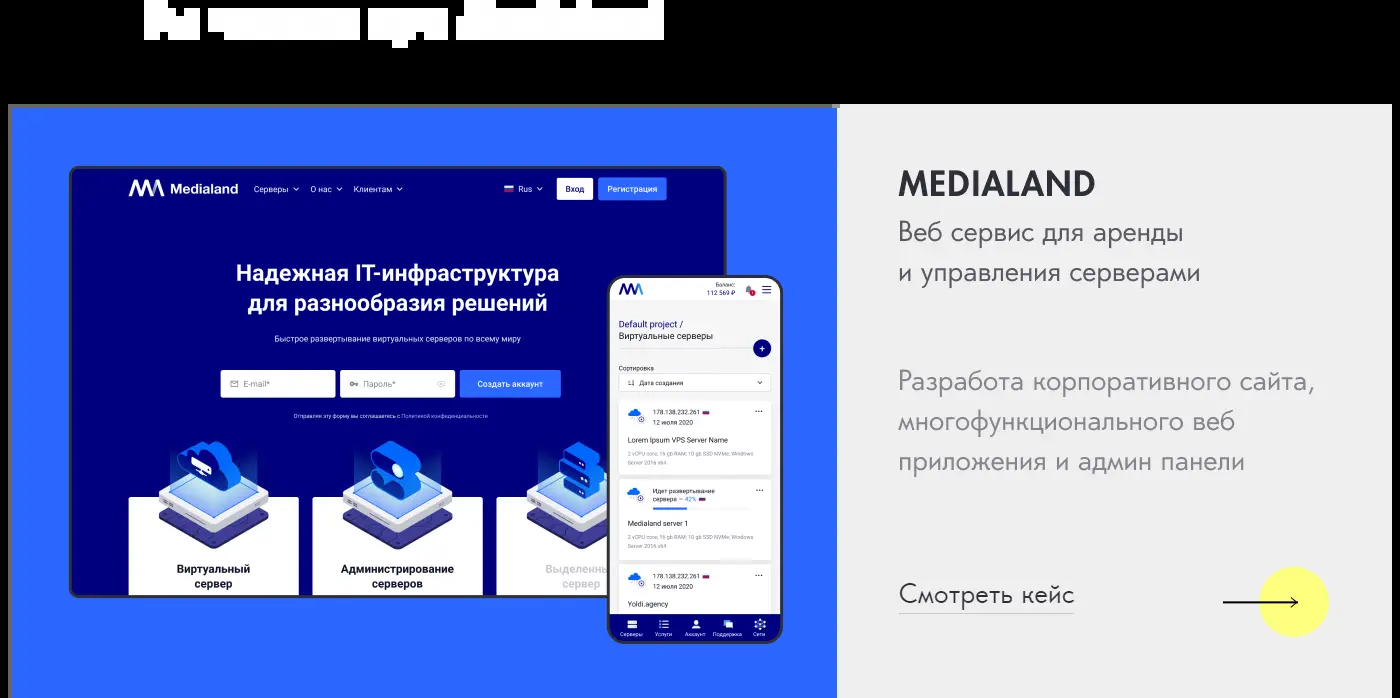 Medialand
Серверы
О нас
Клиентам
Rus
Вход
Регистрация
Надежная IT-инфраструктура
для разнообразия решений
Быстрое развертывание виртуальных серверов по всему миру
E-mail*
Пароль*
Создать аккаунт
Отправляя эту форму вы соглашаетесь с Политикой конфиденциальности
Виртуальный
сервер
Администрирование
серверов
Выделенны
сервер
Баланс:
112 569 ₽
Default project /
Виртуальные серверы
Сортировка
Дата создания
178.138.232.261
12 июля 2020
Lorem Ipsum VPS Server Name
2 vCPU core, 16 gb RAM; 10 gb SSD NVMe, Windows
Server 2016 x64
Идет развертывание
сервера – 42%
Medialand server 1
2 vCPU core, 16 gb RAM; 10 gb SSD NVMe, Windows
Server 2016 x64
178.138.232.261
12 июля 2020
Yoldi.agency
Серверы
Услуги
Аккаунт
Поддержка
Сети
MEDIALAND
Веб сервис для аренды
и управления серверами
Разработа корпоративного сайта,
многофункционального веб
приложения и админ панели
Смотреть кейс